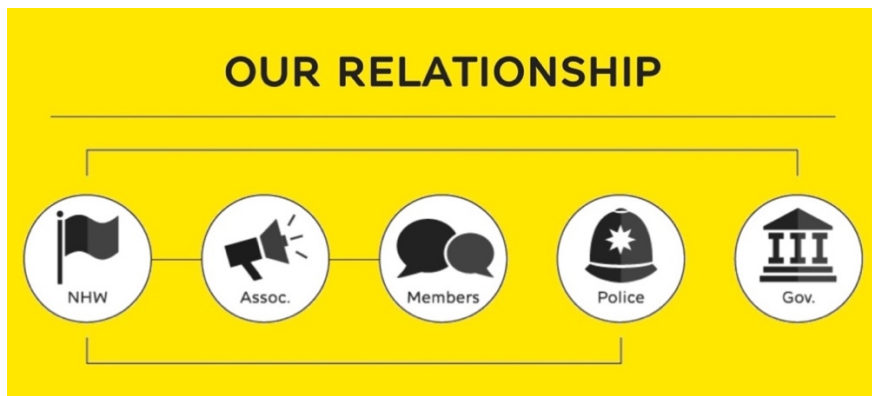 OUR RELATIONSHIP
NHW
Assoc.
Members
Police
Gov.